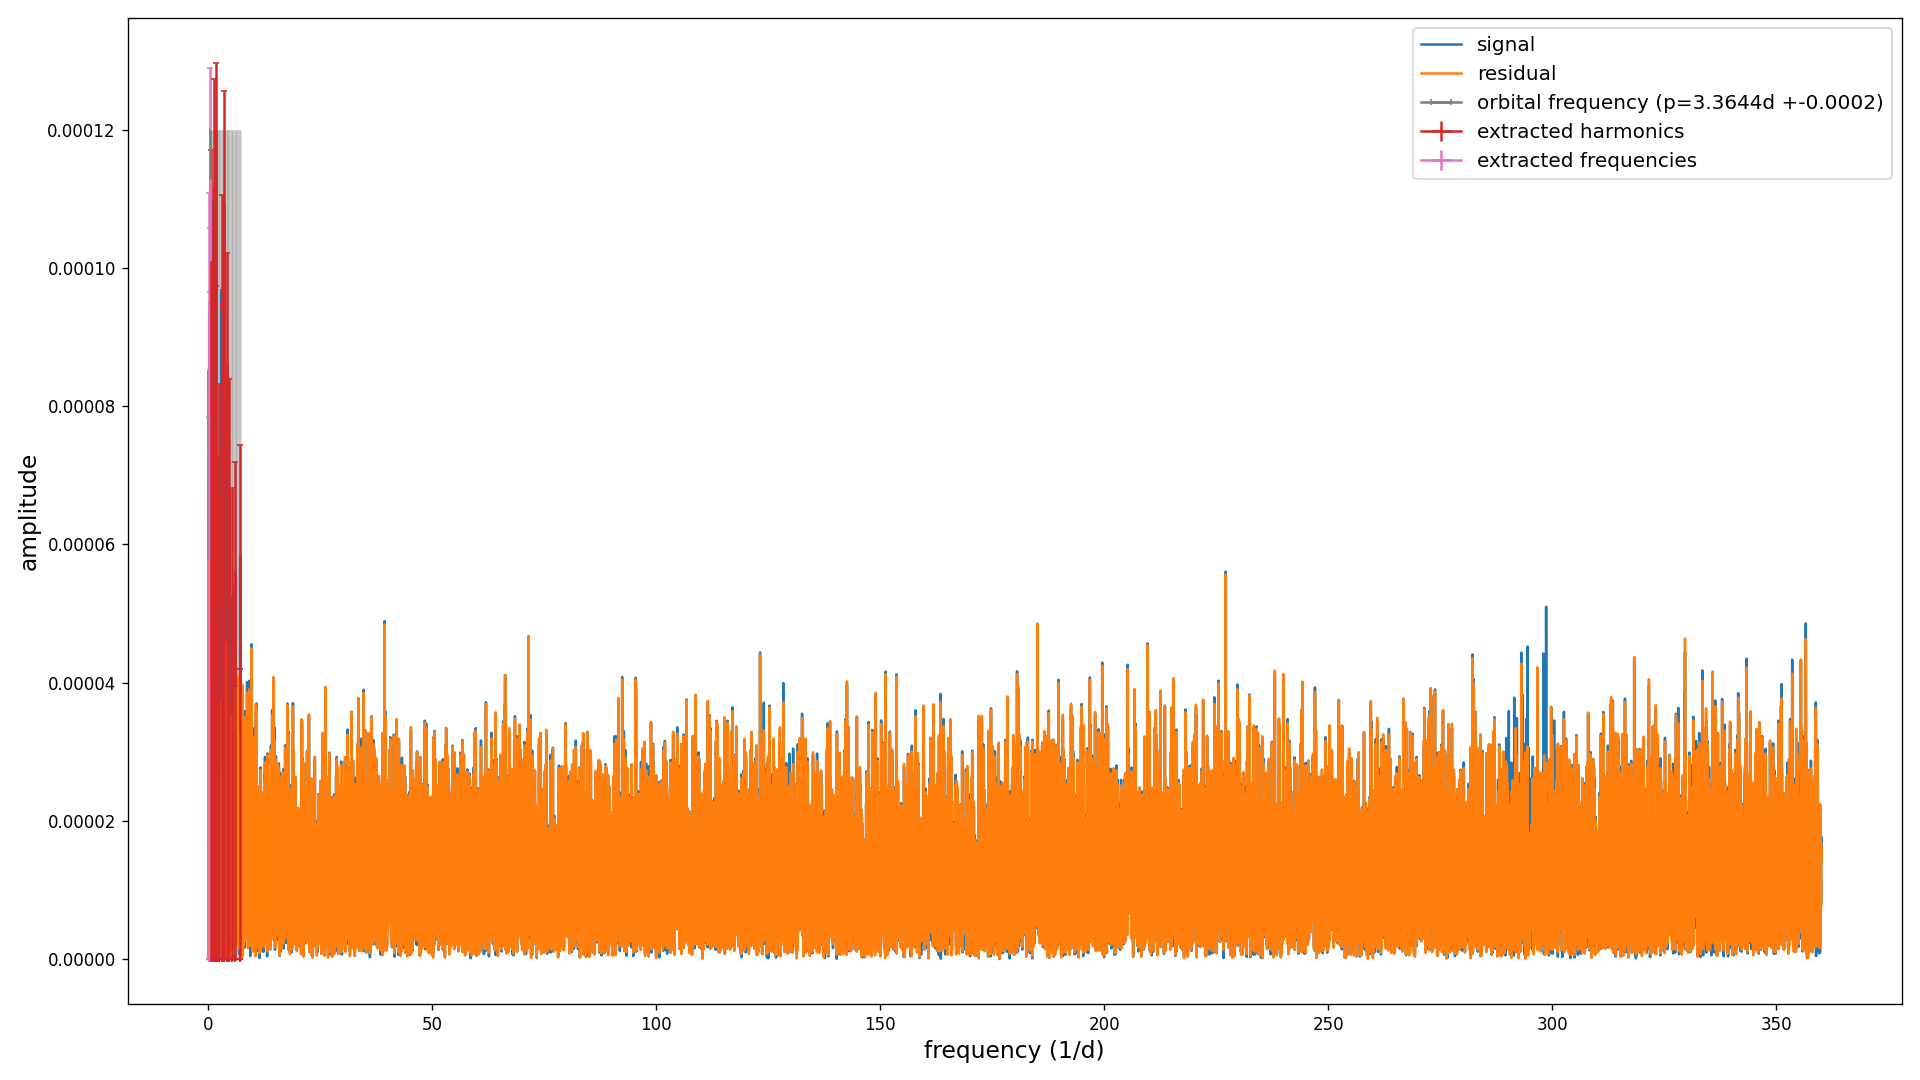 signal
residual
orbital frequency (p=3.3644d +-0.0002)
extracted harmonics
extracted frequencies
0.00012
0.00010
0.00008
0.00006
0.00004
0.00002
0.00000
amplitude
0 50 100 150 200 250 300 350
frequency (1/d)